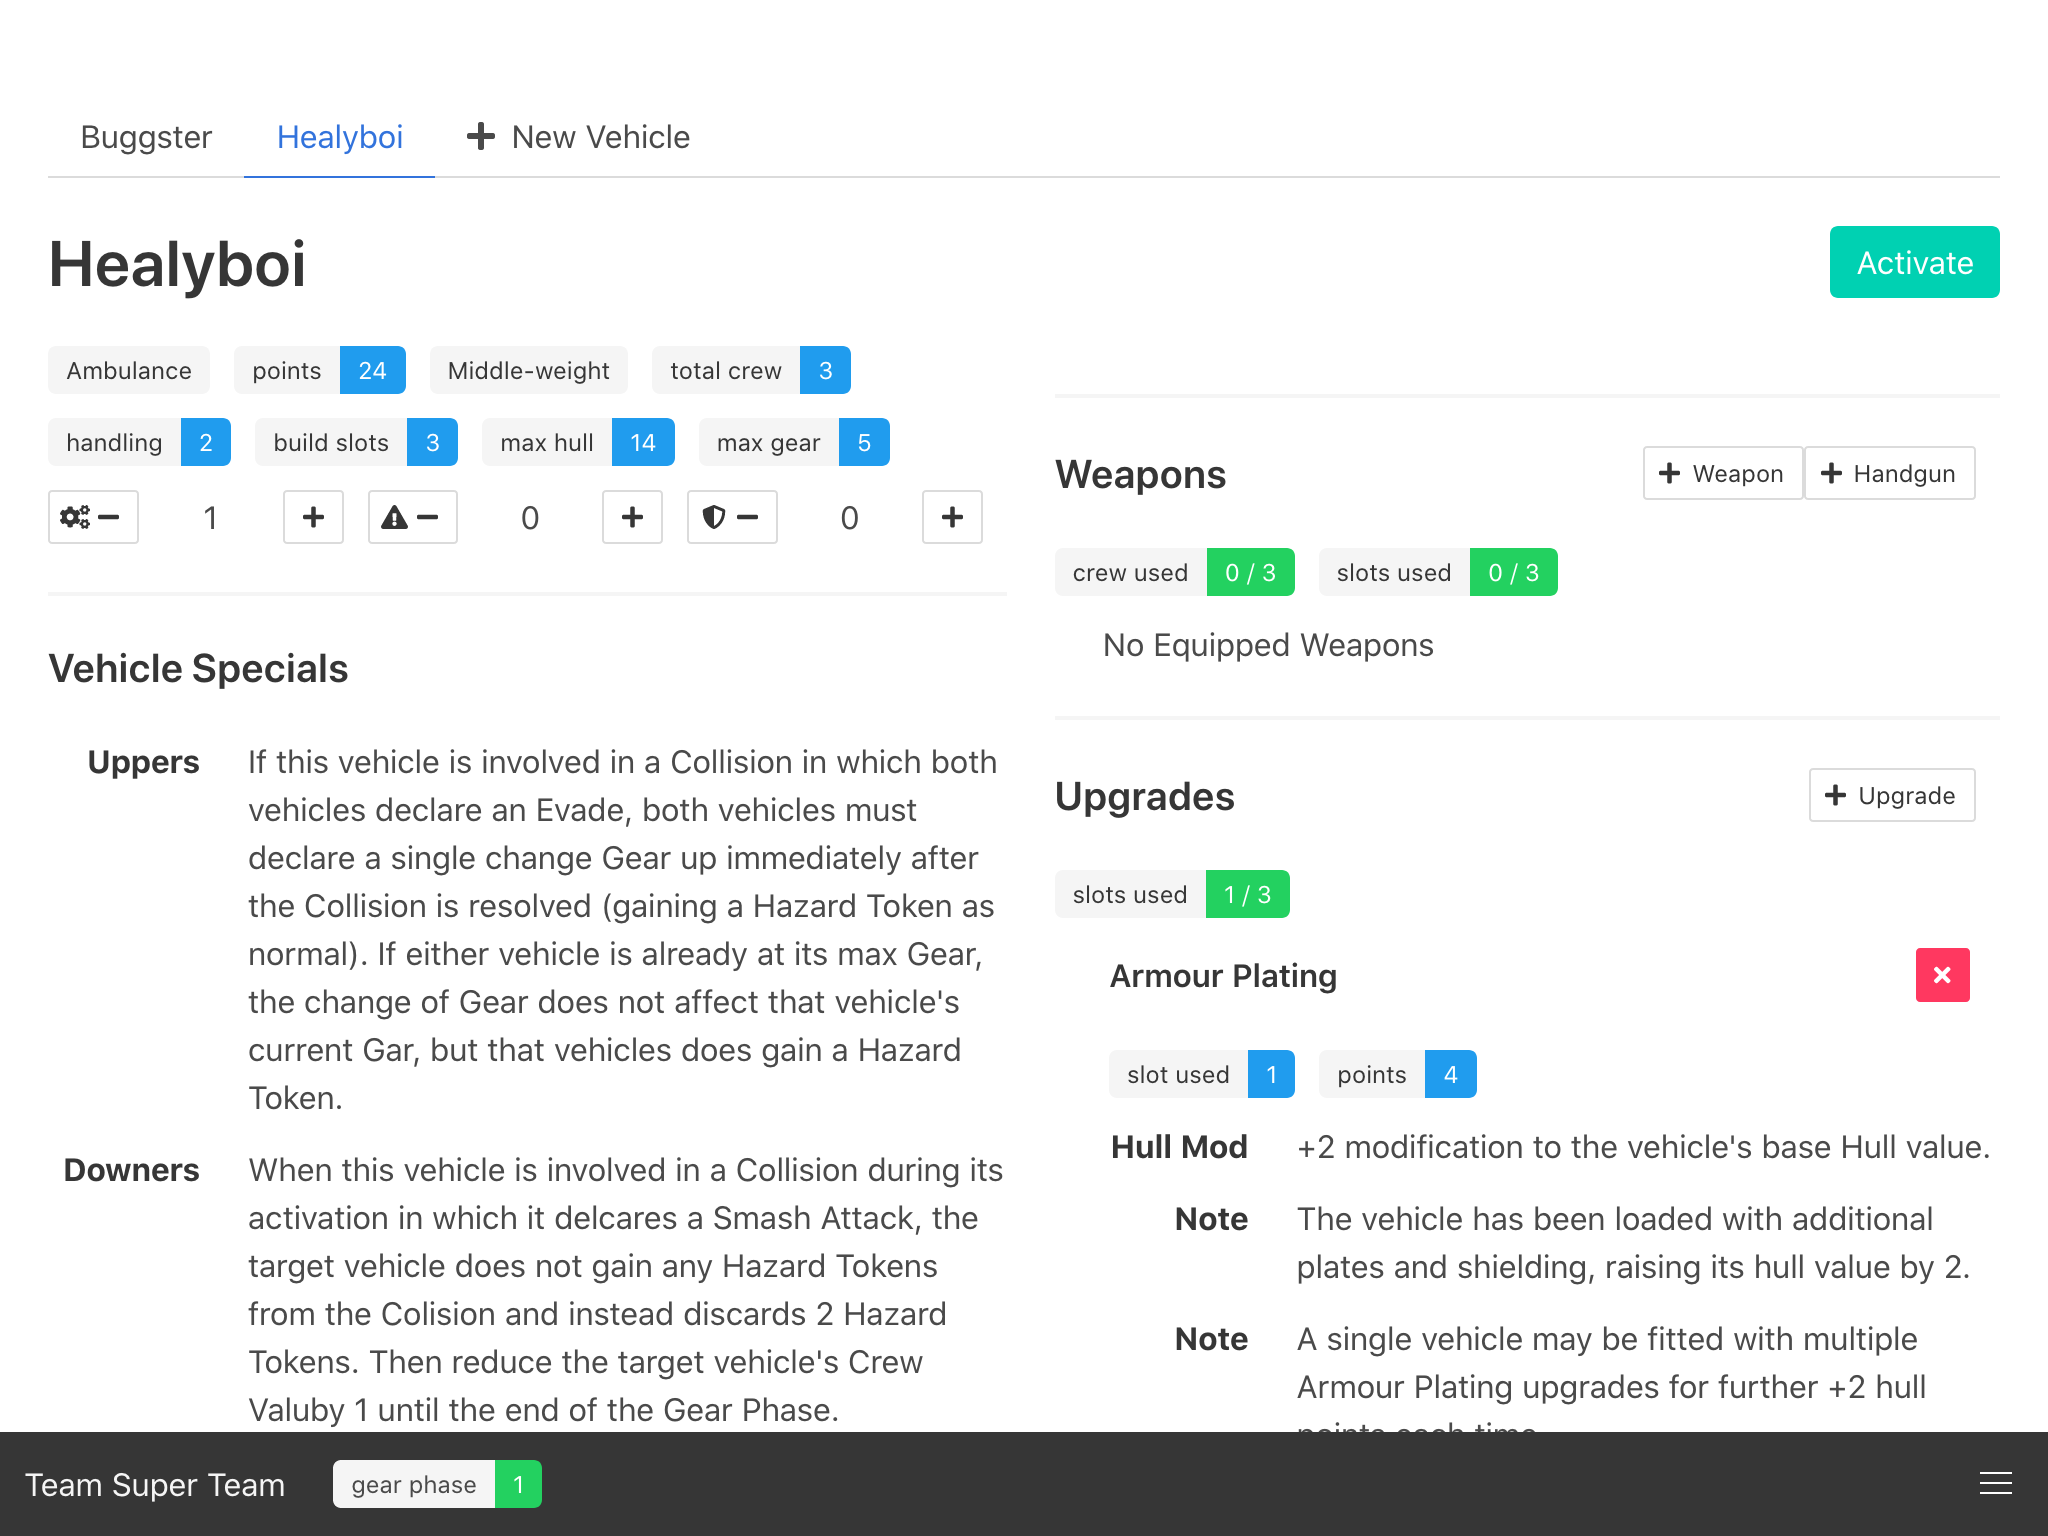 Buggster Healyboi New Vehicle
Healyboi
Activate
Ambulance points 24 Middle-weight total crew 3
handling 2 build slots 3 max hull 14 max gear 5
1 0 0
Vehicle Specials
Uppers If this vehicle is involved in a Collision in which both
vehicles declare an Evade, both vehicles must
declare a single change Gear up immediately after
the Collision is resolved (gaining a Hazard Token as
normal). If either vehicle is already at its max Gear,
the change of Gear does not affect that vehicle's
current Gar, but that vehicles does gain a Hazard
Token.
Downers When this vehicle is involved in a Collision during its
activation in which it delcares a Smash Attack, the
target vehicle does not gain any Hazard Tokens
from the Colision and instead discards 2 Hazard
Tokens. Then reduce the target vehicle's Crew
Valuby 1 until the end of the Gear Phase.
Weapons
Weapon Handgun
crew used 0 / 3 slots used 0 / 3
No Equipped Weapons
Upgrades
Upgrade
slots used 1 / 3
Armour Plating
slot used 1 points 4
Hull Mod +2 modification to the vehicle's base Hull value.
Note The vehicle has been loaded with additional
plates and shielding, raising its hull value by 2.
Note A single vehicle may be fitted with multiple
Armour Plating upgrades for further +2 hull
points each time
Team Super Team gear phase 1